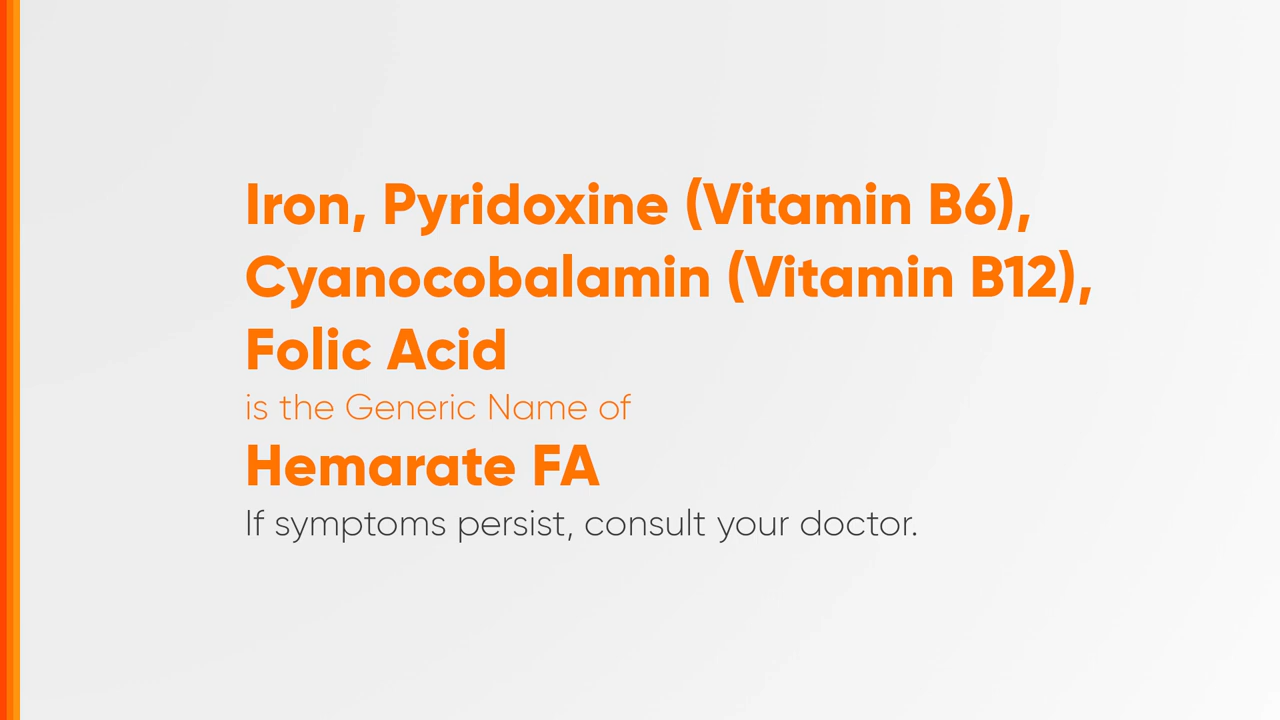 Iron, Pyridoxine (Vitamin B6),
Cyanocobalamin (Vitamin B12),
Folic Acid
is the Generic Name of
Hemarate FA
If symptoms persist, consult your doctor.